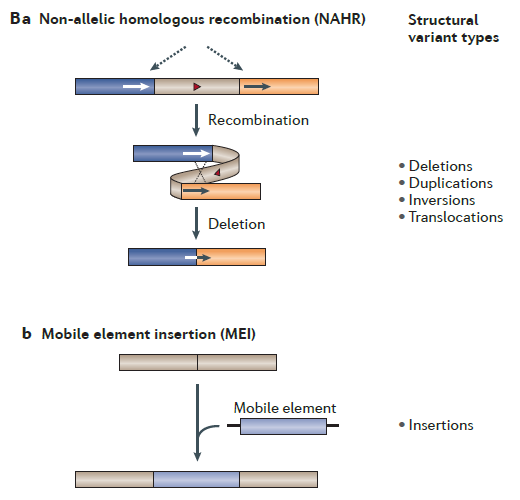 Ba Non-allelic homologous recombination (NAHR)
Structural
variant types
Recombination
• Deletions
• Duplications
• Inversions
• Translocations
Deletion
b Mobile element insertion (MEI)
Mobile element
• Insertions